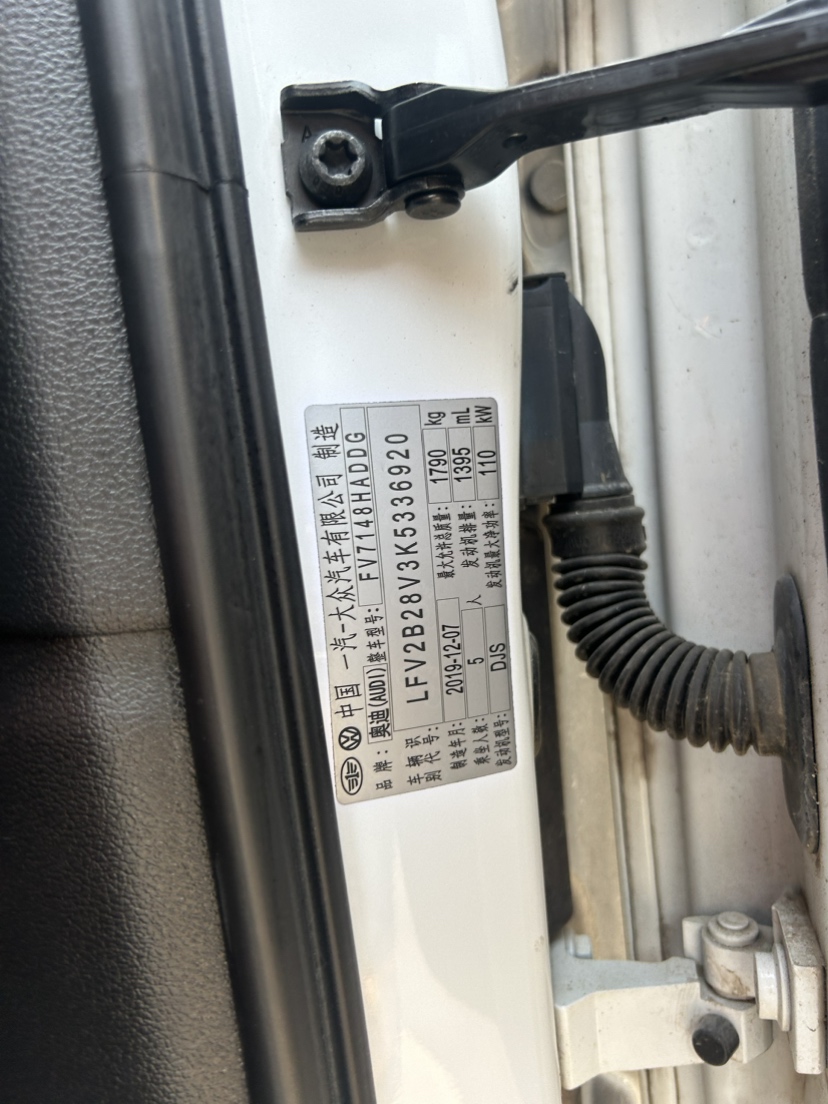 中国 一汽-大众汽车有限公司 制造
品牌: 奥迪(AUDI) 整车型号: FV7148HADDG
车辆识别代号: LFV2B28V3K5336920
制造年月: 2019-12-07 最大允许总质量: 1790 kg
乘坐人数: 5 人 发动机排量: 1395 mL
发动机型号: DJS 发动机最大净功率: 110 kW
A